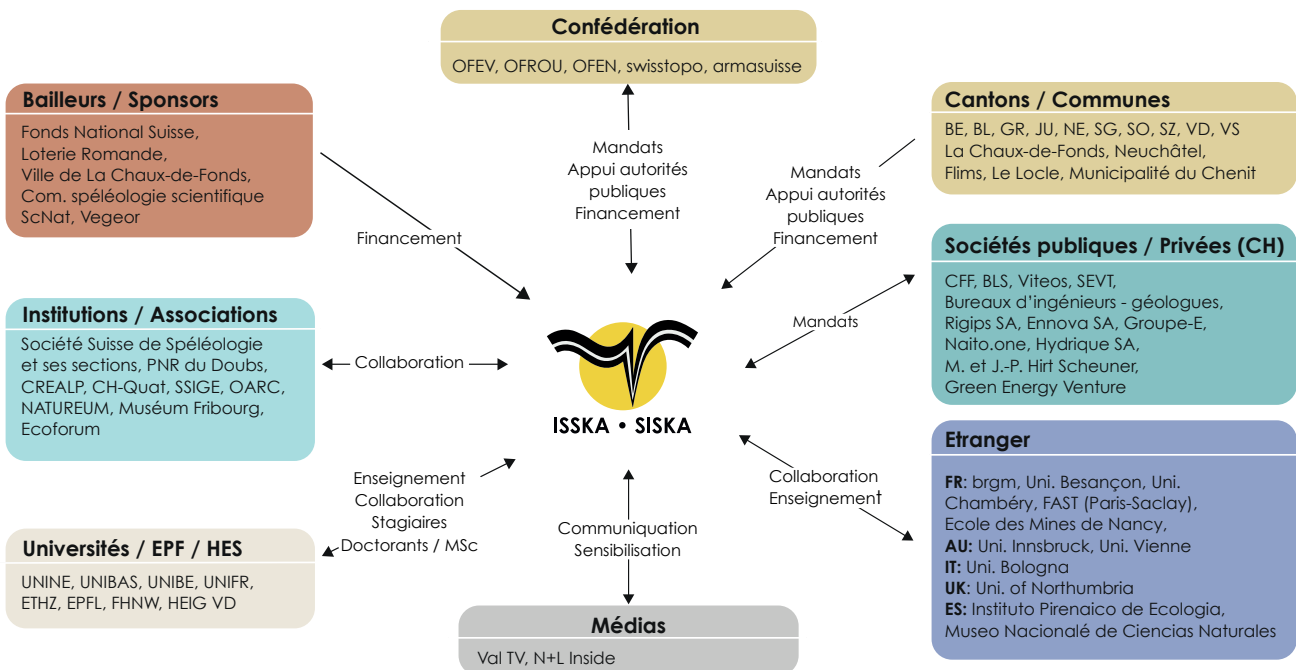 Confédération
OFEV, OFROU, OFEN, swisstopo, armasuisse
Bailleurs / Sponsors
Fonds National Suisse,
Loterie Romande,
Ville de La Chaux-de-Fonds,
Com. spéléologie scientifique
ScNat, Vegeor
Cantons / Communes
BE, BL, GR, JU, NE, SG, SO, SZ, VD, VS
La Chaux-de-Fonds, Neuchâtel,
Flims, Le Locle, Municipalité du Chenit
Mandats
Appui autorités
publiques
Financement
Mandats
Appui autorités
publiques
Financement
Financement
Sociétés publiques / Privées (CH)
CFF, BLS, Viteos, SEVT,
Bureaux d'ingénieurs - géologues,
Rigips SA, Ennova SA, Groupe-E,
Naito.one, Hydrique SA,
M. et J.-P. Hirt Scheuner,
Green Energy Venture
Mandats
Institutions / Associations
Société Suisse de Spéléologie
et ses sections, PNR du Doubs,
CREALP, CH-Quat, SSIGE, OARC,
NATUREUM, Muséum Fribourg,
Ecoforum
Collaboration
ISSKA • SISKA
Etranger
FR: brgm, Uni. Besançon, Uni.
Chambéry, FAST (Paris-Saclay),
Ecole des Mines de Nancy,
AU: Uni. Innsbruck, Uni. Vienne
IT: Uni. Bologna
UK: Uni. of Northumbria
ES: Instituto Pirenaico de Ecologia,
Museo Nacionalé de Ciencias Naturales
Collaboration
Enseignement
Enseignement
Collaboration
Stagiaires
Doctorants / MSc
Communiquation
Sensibilisation
Universités / EPF / HES
UNINE, UNIBAS, UNIBE, UNIFR,
ETHZ, EPFL, FHNW, HEIG VD
Médias
Val TV, N+L Inside